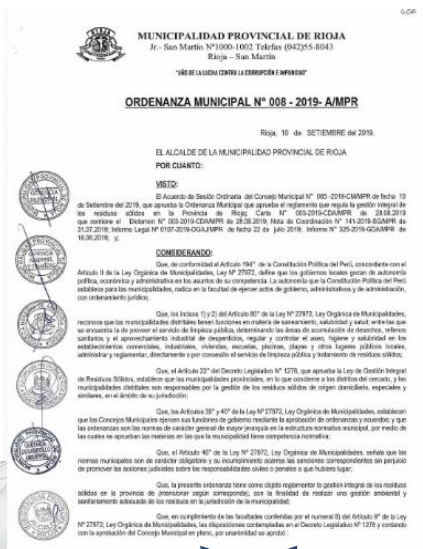 MUNICIPALIDAD PROVINCIAL DE RIOJA
Jr.- San Martín Nº1000-1002 Telefax (042)55-8043
Rioja – San Martín
"AÑO DE LA LUCHA CONTRA LA CORRUPCIÓN E IMPUNIDAD"
ORDENANZA MUNICIPAL Nº 008 - 2019- A/MPR
Rioja, 10 de SETIEMBRE del 2019.
EL ALCALDE DE LA MUNICIPALIDAD PROVINCIAL DE RIOJA
POR CUANTO:
VISTO:
El Acuerdo de Sesión Ordinaria del Concejo Municipal N° 065 -2019-CM/MPR de fecha 10
de Setiembre del 2019, que aprueba la Ordenanza Municipal que aprueba el reglamento que regula la gestión integral de
los residuos sólidos en la Provincia de Rioja; Carta N° 003-2019-CDA/MPR de 28.08.2019
que contiene el Dictamen N° 003-2019-CDA/MPR de 28.08.2019, Nota de Coordinación N° 141-2019-SGA/MPR de
31.07.2019; Informe Legal N° 0197-2019-OGAJ/MPR de fecha 22 de julio 2019; Informe N° 325-2019-GDA/MPR de
16.08.2019; y;
CONSIDERANDO:
Que, de conformidad al Artículo 194° de la Constitución Política del Perú, concordante con el
Artículo II de la Ley Orgánica de Municipalidades, Ley N° 27972, define que los gobiernos locales gozan de autonomía
política, económica y administrativa en los asuntos de su competencia. La autonomía que la Constitución Política del Perú
establece para las municipalidades, radica en la facultad de ejercer actos de gobierno, administrativos y de administración,
con ordenamiento jurídico;
Que, los Incisos 1) y 2) del Artículo 80° de la Ley N° 27972, Ley Orgánica de Municipalidades,
reconoce que las municipalidades distritales tienen funciones en materia de saneamiento, salubridad y salud; entre las que
se encuentra la de proveer el servicio de limpieza pública, determinando las áreas de acumulación de desechos, rellenos
sanitarios y el aprovechamiento industrial de desperdicios, regular y controlar el aseo, higiene y salubridad en los
establecimientos comerciales, industriales, viviendas, escuelas, piscinas, playas y otros lugares públicos locales,
administrar y reglamentar, directamente o por concesión el servicio de limpieza pública y tratamiento de residuos sólidos;
Que, el Artículo 22° del Decreto Legislativo N° 1278, que aprueba la Ley de Gestión Integral
de Residuos Sólidos, establece que las municipalidades provinciales, en lo que concierne a los distritos del cercado, y las
municipalidades distritales son responsables por la gestión de los residuos sólidos de origen domiciliario, especiales y
similares, en el ámbito de su jurisdicción;
Que, los Artículos 39° y 40° de la Ley N° 27972, Ley Orgánica de Municipalidades, establecen
que los Concejos Municipales ejercen sus funciones de gobierno mediante la aprobación de ordenanzas y acuerdos; y que
las ordenanzas son las normas de carácter general de mayor jerarquía en la estructura normativa municipal, por medio de
las cuales se aprueban las materias en las que la municipalidad tiene competencia normativa;
Que, el Artículo 46° de la Ley N° 27972, Ley Orgánica de Municipalidades, señala que las
normas municipales son de carácter obligatorio y su incumplimiento acarrea las sanciones correspondientes sin perjuicio
de promover las acciones judiciales sobre las responsabilidades civiles o penales a que hubiera lugar;
Que, la presente ordenanza tiene como objeto reglamentar la gestión integral de los residuos
sólidos en la provincia de (mencionar según corresponda), con la finalidad de realizar una gestión ambiental y
sanitariamente adecuada de los residuos en la jurisdicción de la municipalidad;
Que, en cumplimiento de las facultades conferidas por el numeral 8) del Artículo 9° de la Ley
N° 27972, Ley Orgánica de Municipalidades, las disposiciones contempladas en el Decreto Legislativo N° 1278 y contando
con la aprobación del Concejo Municipal en pleno, por unanimidad se aprobó :